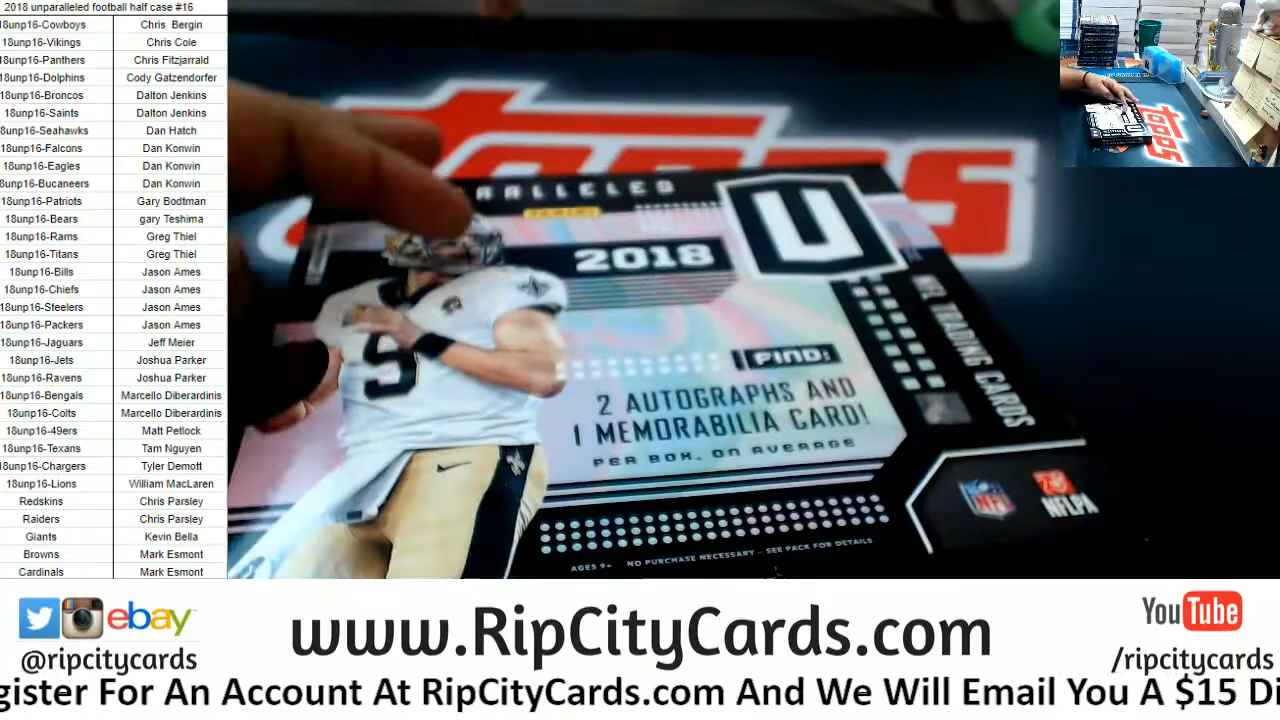 2018 unparalleled football half case #16
18unp16-Cowboys Chris Bergin
18unp16-Vikings Chris Cole
18unp16-Panthers Chris Fitzjarrald
18unp16-Dolphins Cody Gatzendorfer
18unp16-Broncos Dalton Jenkins
18unp16-Saints Dalton Jenkins
8unp16-Seahawks Dan Hatch
18unp16-Falcons Dan Konwin
18unp16-Eagles Dan Konwin
8unp16-Bucaneers Dan Konwin
18unp16-Patriots Gary Bodtman
18unp16-Bears gary Teshima
18unp16-Rams Greg Thiel
18unp16-Titans Greg Thiel
18unp16-Bills Jason Ames
18unp16-Chiefs Jason Ames
18unp16-Steelers Jason Ames
18unp16-Packers Jason Ames
18unp16-Jaguars Jeff Meier
18unp16-Jets Joshua Parker
18unp16-Ravens Joshua Parker
18unp16-Bengals Marcello Diberardinis
18unp16-Colts Marcello Diberardinis
18unp16-49ers Matt Petlock
18unp16-Texans Tam Nguyen
18unp16-Chargers Tyler Demott
18unp16-Lions William MacLaren
Redskins Chris Parsley
Raiders Chris Parsley
Giants Kevin Bella
Browns Mark Esmont
Cardinals Mark Esmont
Topps
RALLELED
PANINI
U
2018
NFL TRADING CARDS
FIND:
2 AUTOGRAPHS AND
1 MEMORABILIA CARD!
PER BOX, ON AVERAGE
9
NFL
NFLPA
AGES 9+ NO PURCHASE NECESSARY - SEE PACK FOR DETAILS
U
Topps
ebay
@ripcitycards
www.RipCityCards.com
YouTube
/ripcitycards
gister For An Account At RipCityCards.com And We Will Email You A $15 Di